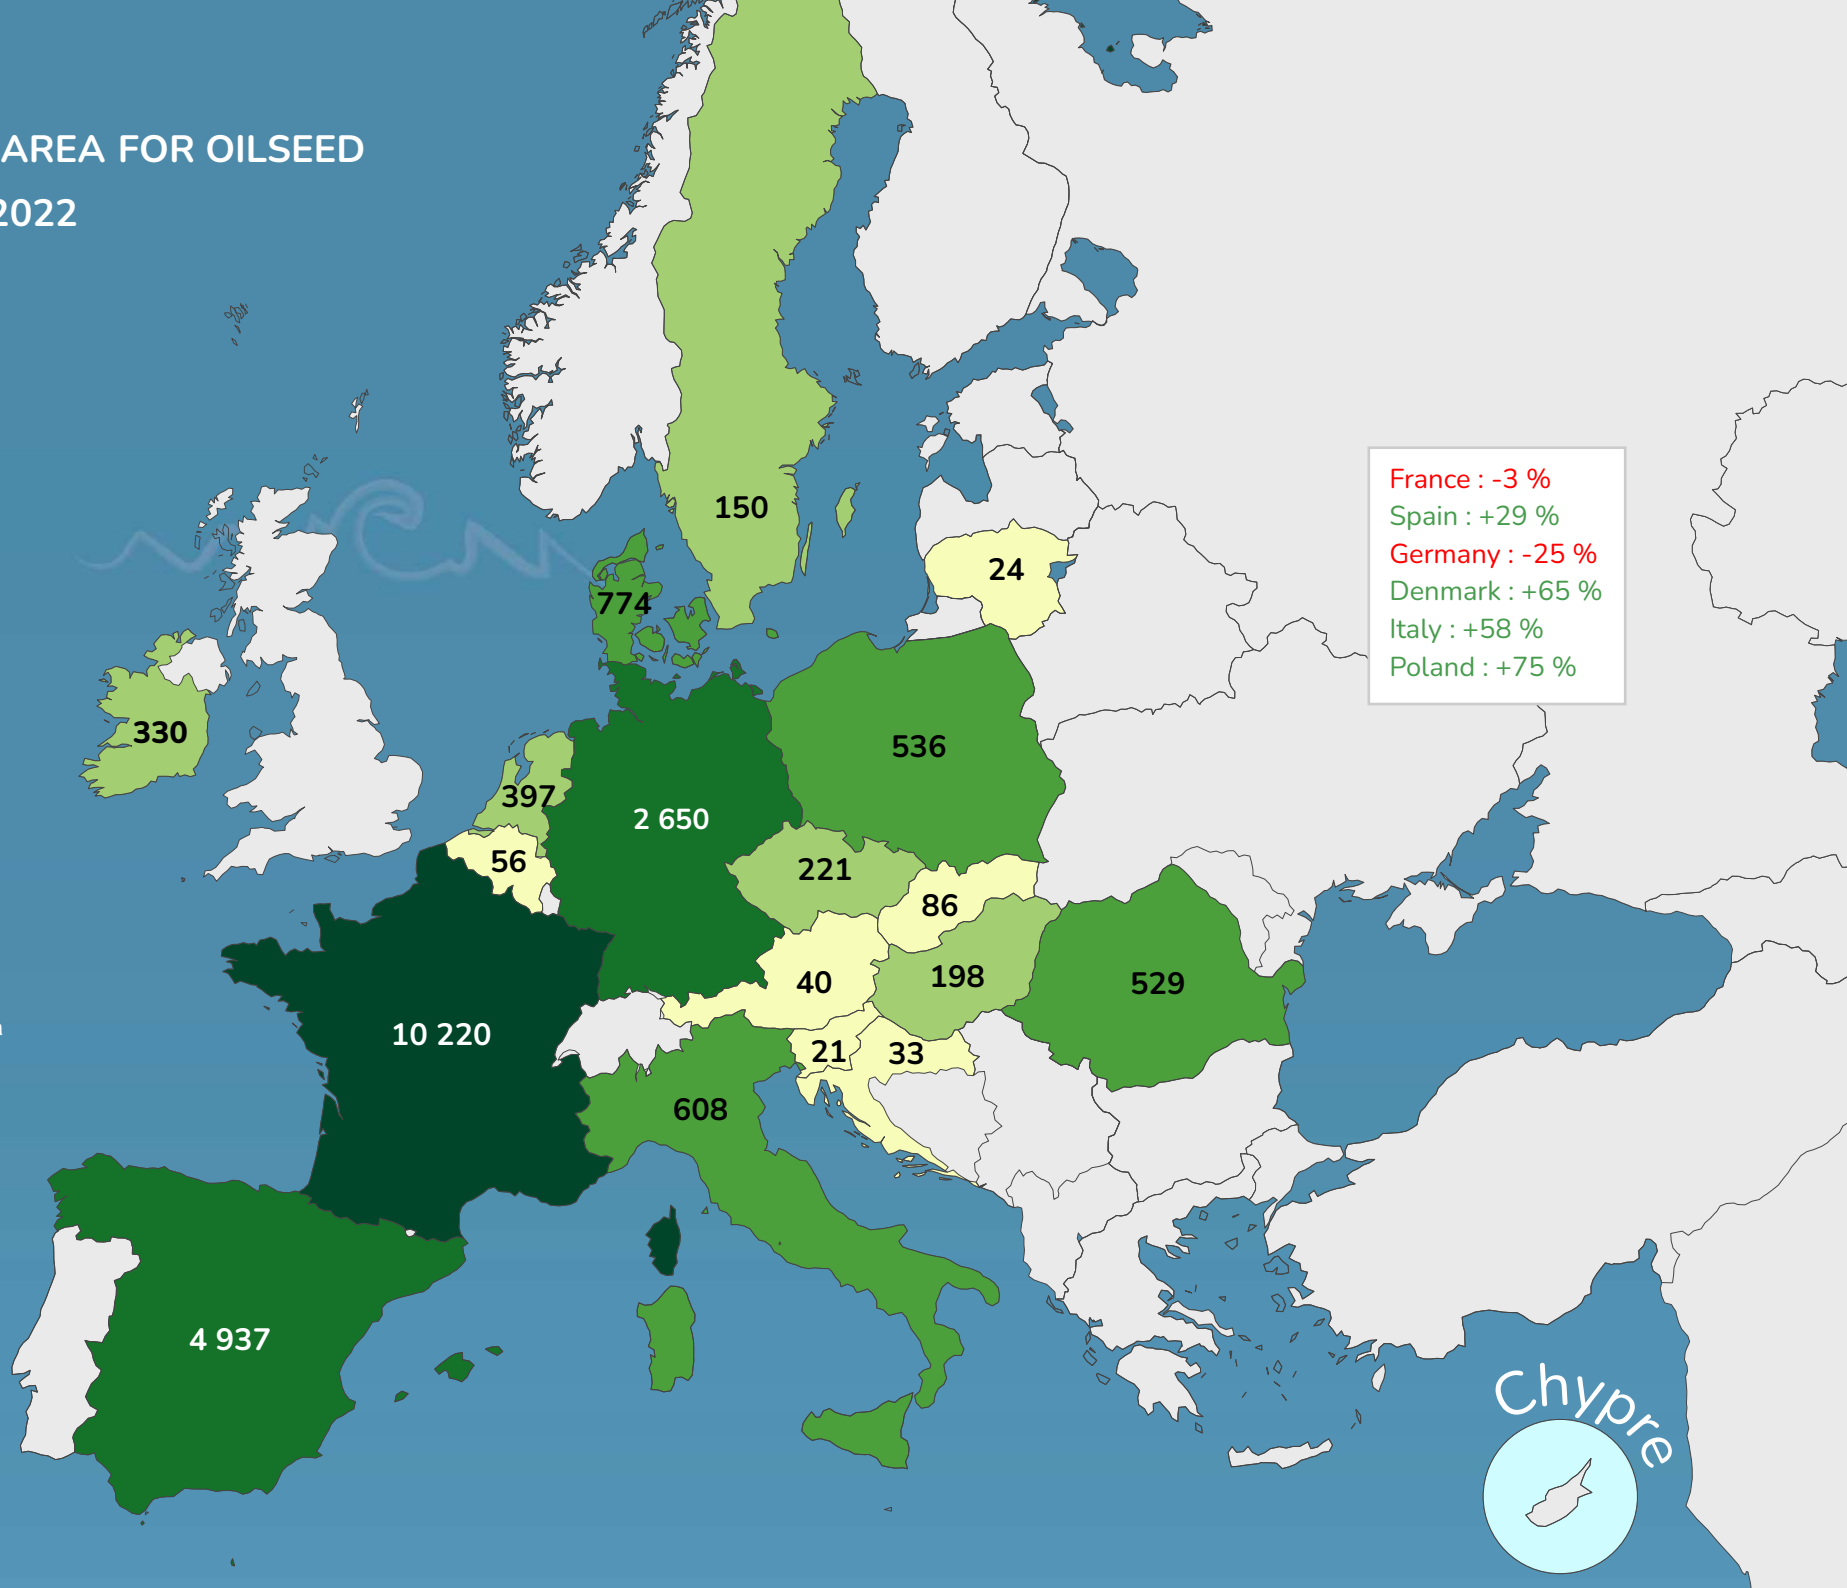 AREA FOR OILSEED
2022
150
France : -3 %
Spain : +29 %
Germany : -25 %
Denmark : +65 %
Italy : +58 %
Poland : +75 %
24
774
330
536
397
2 650
56
221
86
40
198
529
10 220
21
33
608
4 937
Chypre